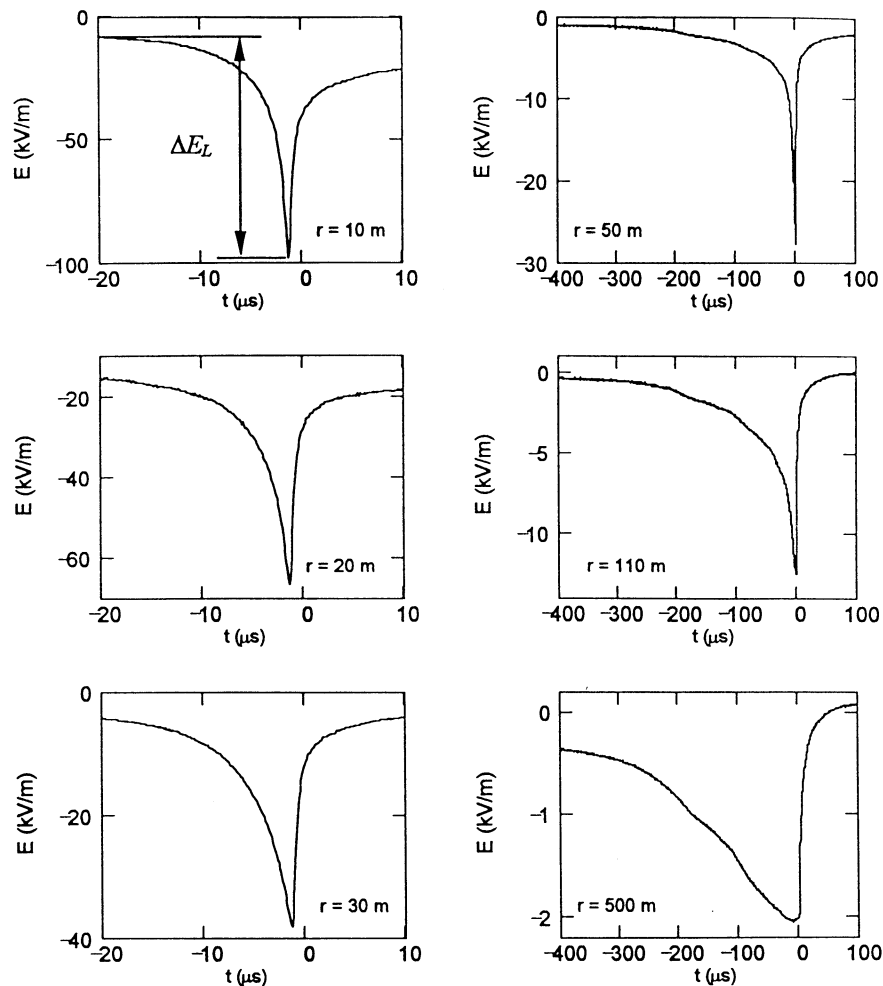 0
−50
−100
E (kV/m)
ΔE_L
r = 10 m
−20 −10 0 10
t (μs)
0
−10
−20
−30
E (kV/m)
r = 50 m
−400 −300 −200 −100 0 100
t (μs)
−20
−40
−60
E (kV/m)
r = 20 m
−20 −10 0 10
t (μs)
0
−5
−10
E (kV/m)
r = 110 m
−400 −300 −200 −100 0 100
t (μs)
0
−20
−40
E (kV/m)
r = 30 m
−20 −10 0 10
t (μs)
0
−1
−2
E (kV/m)
r = 500 m
−400 −300 −200 −100 0 100
t (μs)